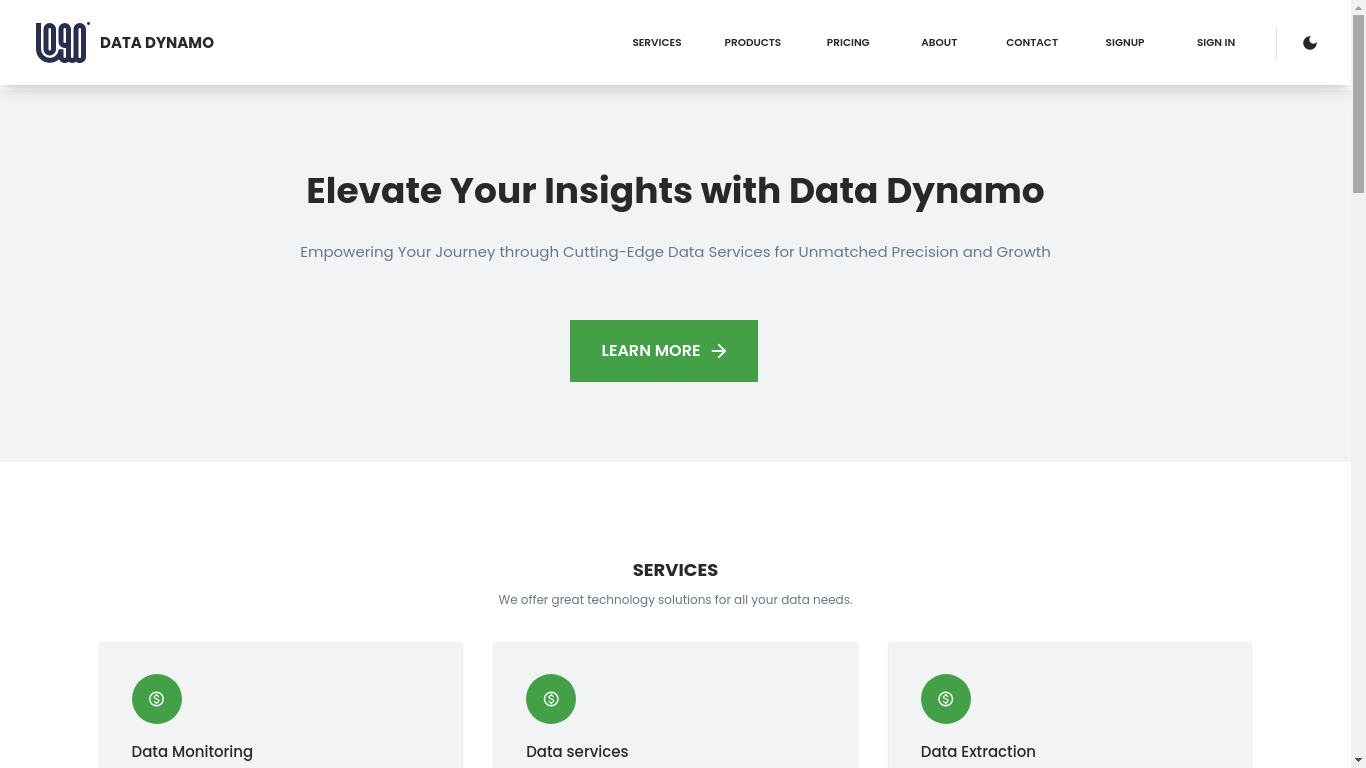 DATA DYNAMO
SERVICES PRODUCTS PRICING ABOUT CONTACT SIGNUP SIGN IN
Elevate Your Insights with Data Dynamo
Empowering Your Journey through Cutting-Edge Data Services for Unmatched Precision and Growth
LEARN MORE
SERVICES
We offer great technology solutions for all your data needs.
Data Monitoring
Data services
Data Extraction